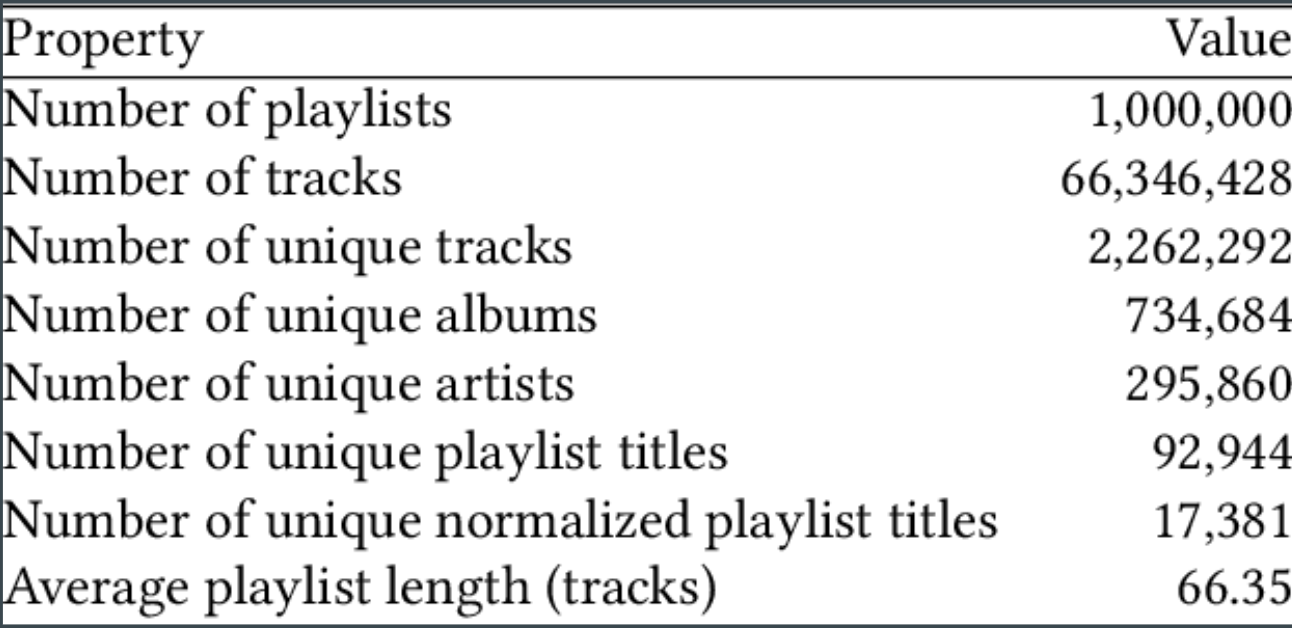 Property Value
Number of playlists 1,000,000
Number of tracks 66,346,428
Number of unique tracks 2,262,292
Number of unique albums 734,684
Number of unique artists 295,860
Number of unique playlist titles 92,944
Number of unique normalized playlist titles 17,381
Average playlist length (tracks) 66.35